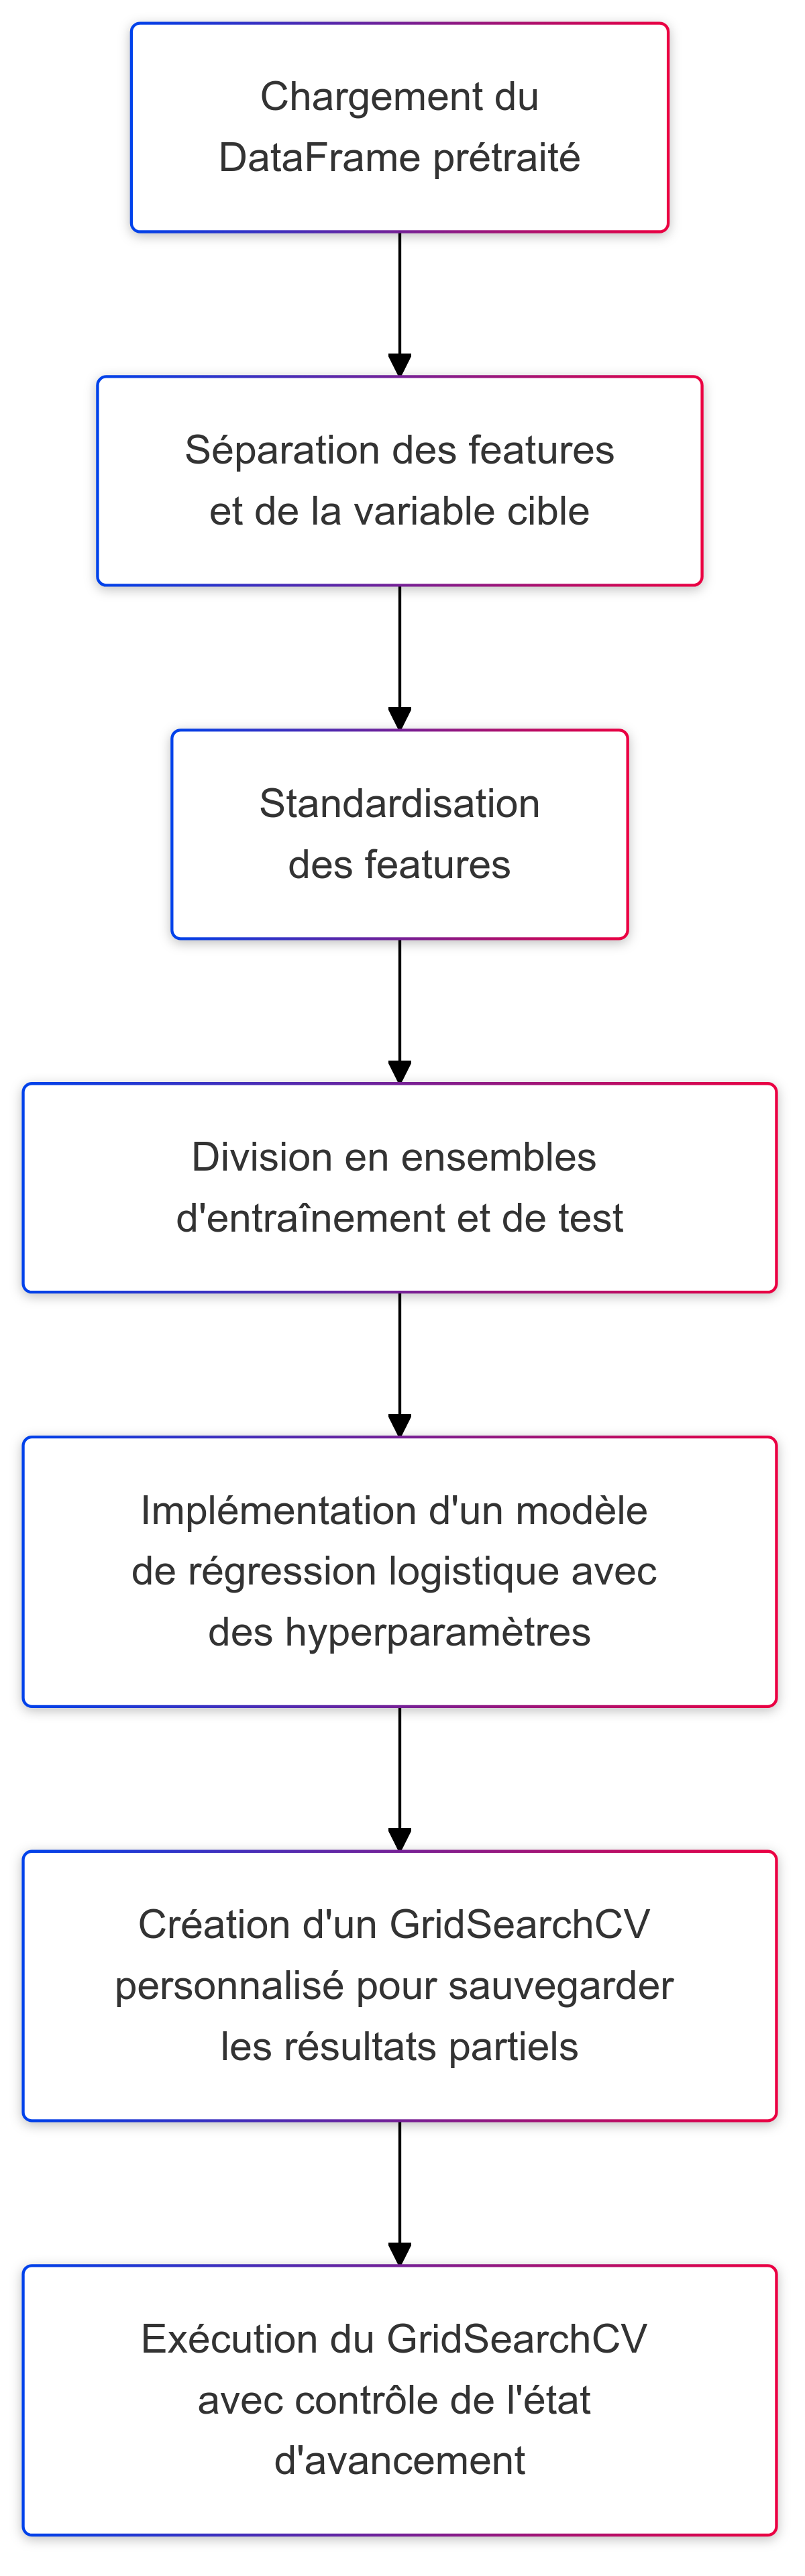 Chargement du
DataFrame prétraité
Séparation des features
et de la variable cible
Standardisation
des features
Division en ensembles
d'entraînement et de test
Implémentation d'un modèle
de régression logistique avec
des hyperparamètres
Création d'un GridSearchCV
personnalisé pour sauvegarder
les résultats partiels
Exécution du GridSearchCV
avec contrôle de l'état
d'avancement